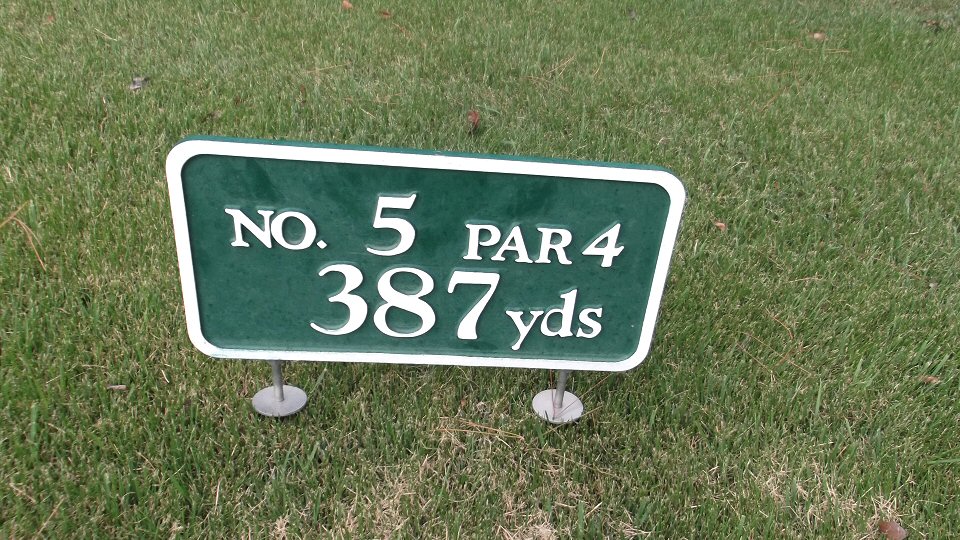 NO. 5 PAR 4
387 yds